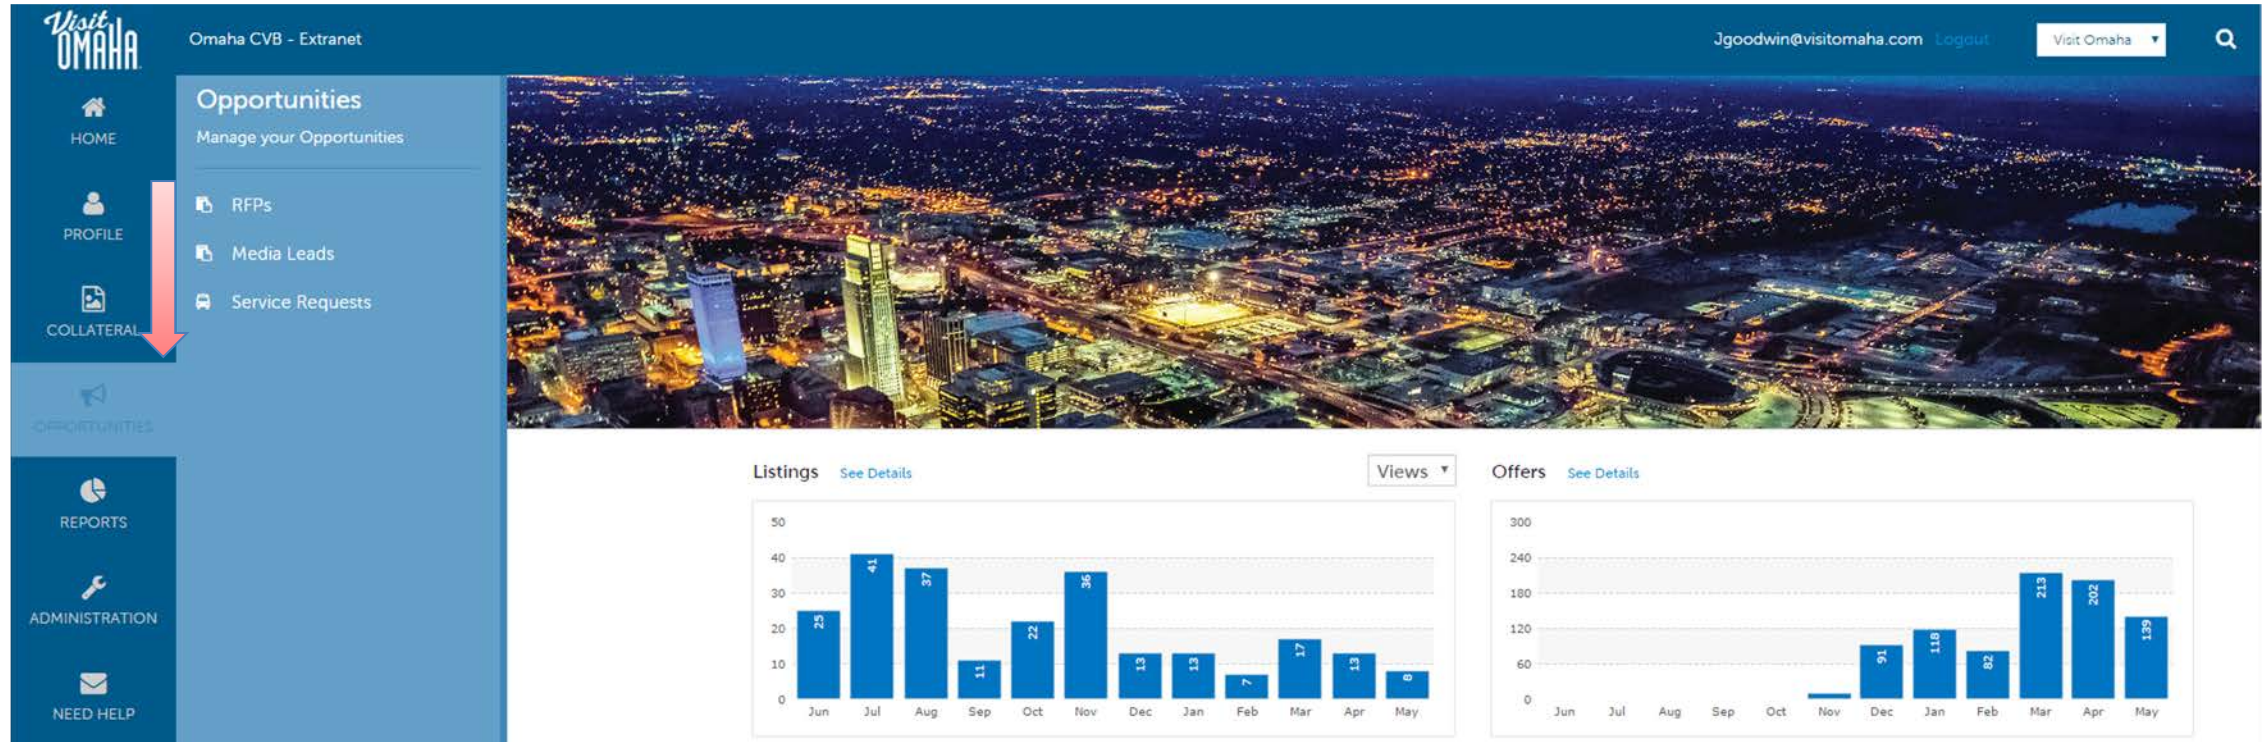 Visit OMAHA
Omaha CVB - Extranet
Jgoodwin@visitomaha.com Logout
Visit Omaha
HOME
PROFILE
COLLATERAL
OPPORTUNITIES
REPORTS
ADMINISTRATION
NEED HELP
Opportunities
Manage your Opportunities
RFPs
Media Leads
Service Requests
Listings See Details
Views
50
40
30
20
10
0
25
41
37
11
22
36
13
13
7
17
13
8
Jun Jul Aug Sep Oct Nov Dec Jan Feb Mar Apr May
Offers See Details
300
240
180
120
60
0
91
118
82
213
202
139
Jun Jul Aug Sep Oct Nov Dec Jan Feb Mar Apr May